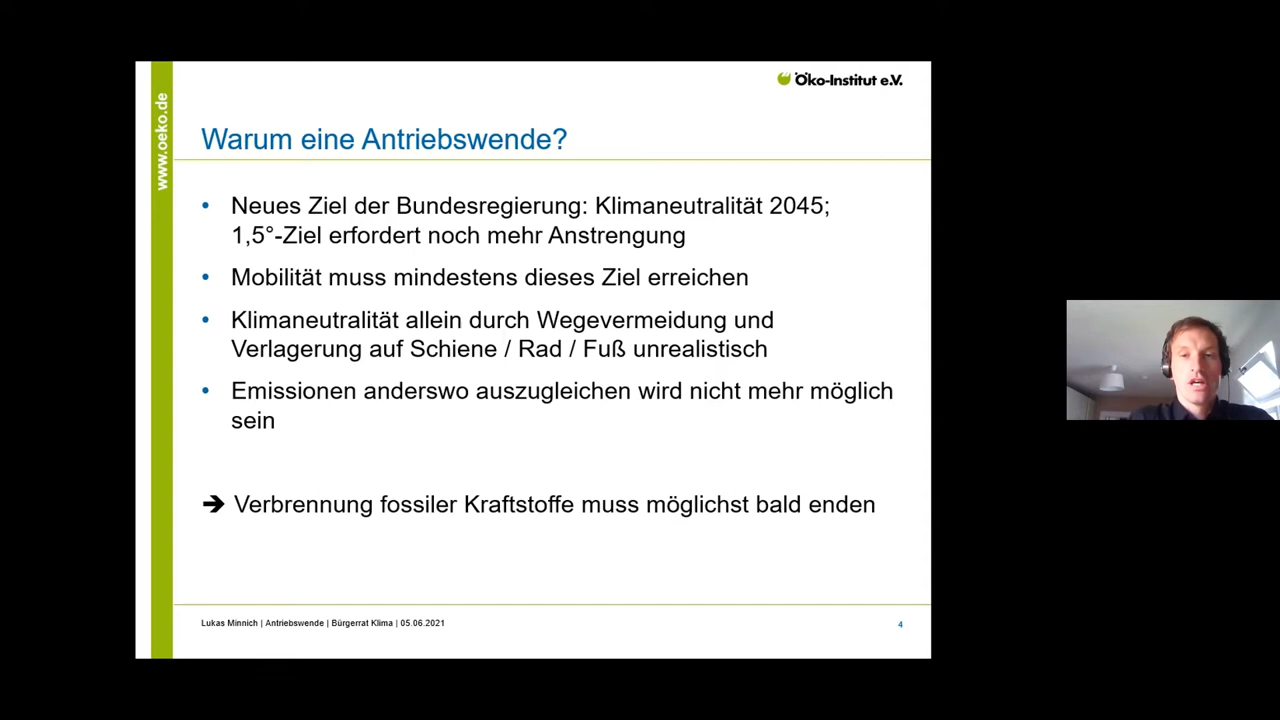 www.oeko.de
Öko-Institut e.V.
Warum eine Antriebswende?
• Neues Ziel der Bundesregierung: Klimaneutralität 2045;
1,5°-Ziel erfordert noch mehr Anstrengung
• Mobilität muss mindestens dieses Ziel erreichen
• Klimaneutralität allein durch Wegevermeidung und
Verlagerung auf Schiene / Rad / Fuß unrealistisch
• Emissionen anderswo auszugleichen wird nicht mehr möglich
sein
➔ Verbrennung fossiler Kraftstoffe muss möglichst bald enden
Lukas Minnich | Antriebswende | Bürgerrat Klima | 05.06.2021
4